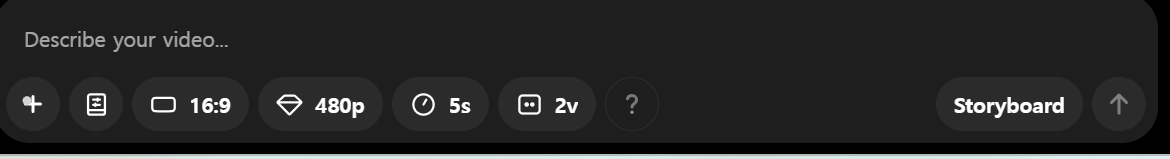 Describe your video...
16:9 480p 5s 2v ? Storyboard